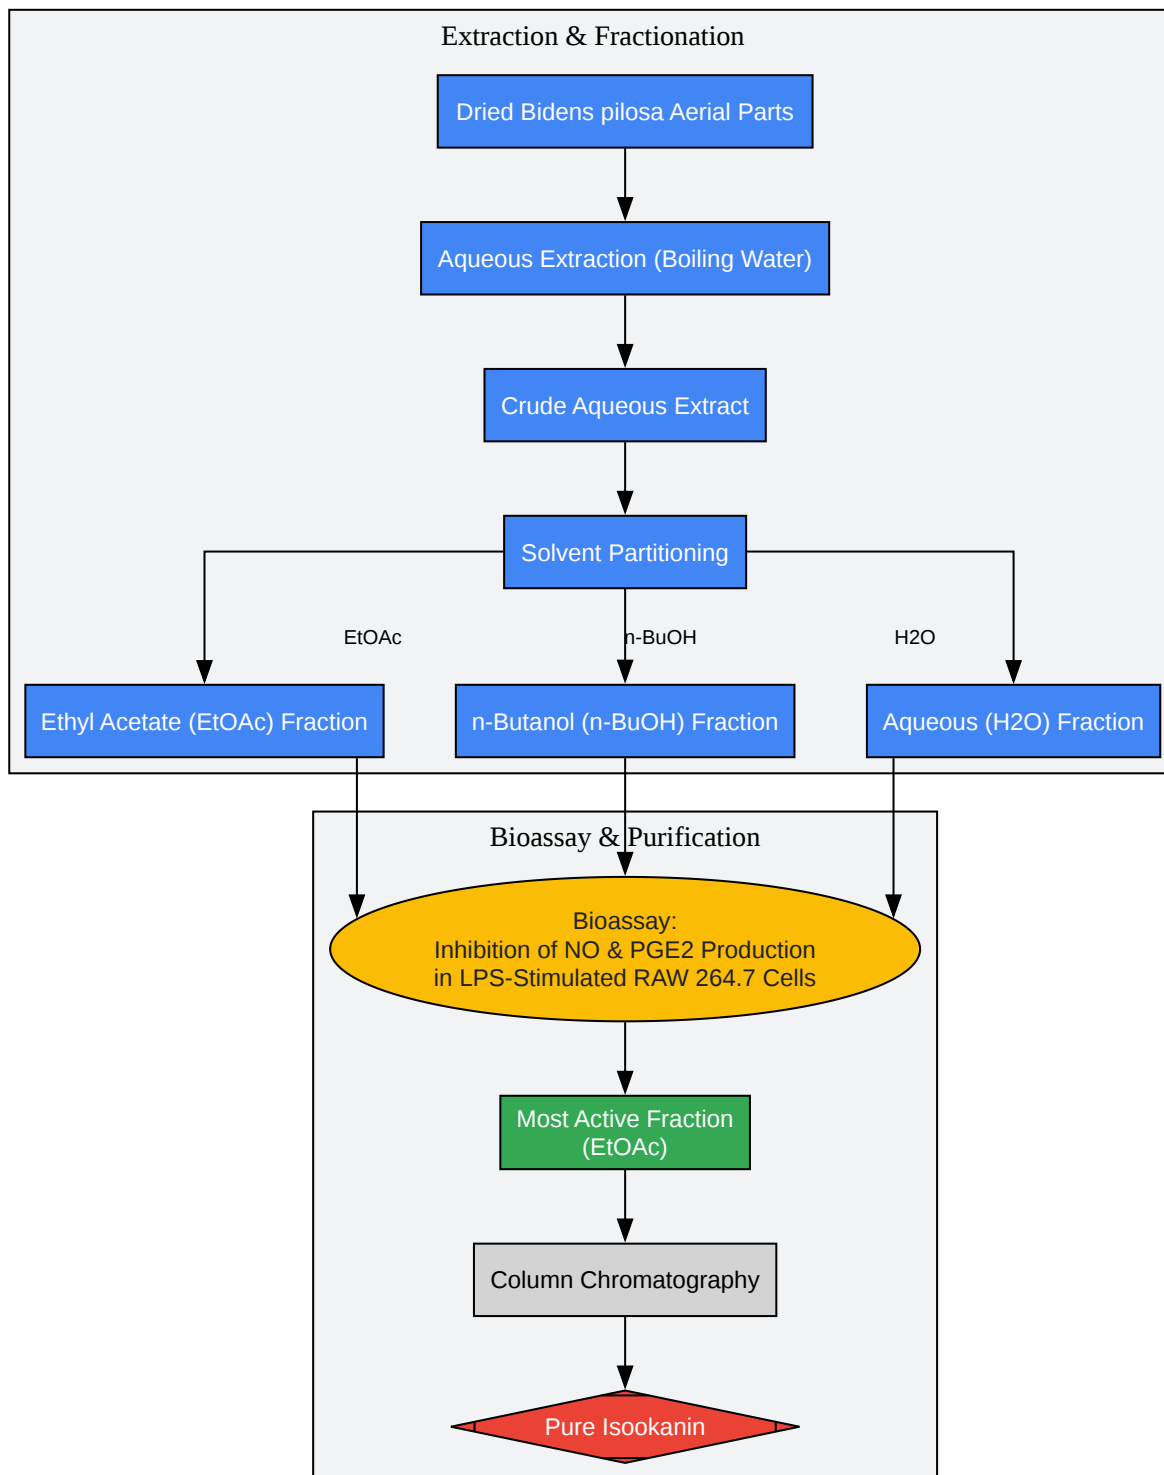 Extraction & Fractionation
Dried Bidens pilosa Aerial Parts
Aqueous Extraction (Boiling Water)
Crude Aqueous Extract
Solvent Partitioning
EtOAc
n-BuOH
H2O
Ethyl Acetate (EtOAc) Fraction
n-Butanol (n-BuOH) Fraction
Aqueous (H2O) Fraction
Bioassay & Purification
Bioassay:
Inhibition of NO & PGE2 Production
in LPS-Stimulated RAW 264.7 Cells
Most Active Fraction
(EtOAc)
Column Chromatography
Pure Isookanin